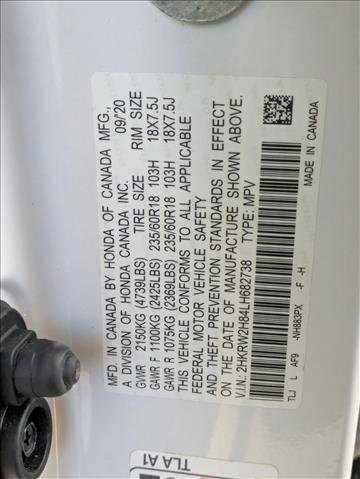 MFD. IN CANADA BY HONDA OF CANADA MFG.,
A DIVISION OF HONDA CANADA INC. 09/20
GVWR 2150KG (4739LBS) TIRE SIZE RIM SIZE
GAWR F 1100KG (2425LBS) 235/60R18 103H 18X7.5J
GAWR R 1075KG (2369LBS) 235/60R18 103H 18X7.5J
THIS VEHICLE CONFORMS TO ALL APPLICABLE
FEDERAL MOTOR VEHICLE SAFETY
AND THEFT PREVENTION STANDARDS IN EFFECT
ON THE DATE OF MANUFACTURE SHOWN ABOVE.
V.I.N.: 2HKRW2H84LH682738 TYPE: MPV
TLJ L AF9 -NH883PX -F -H
MADE IN CANADA
TLA A1